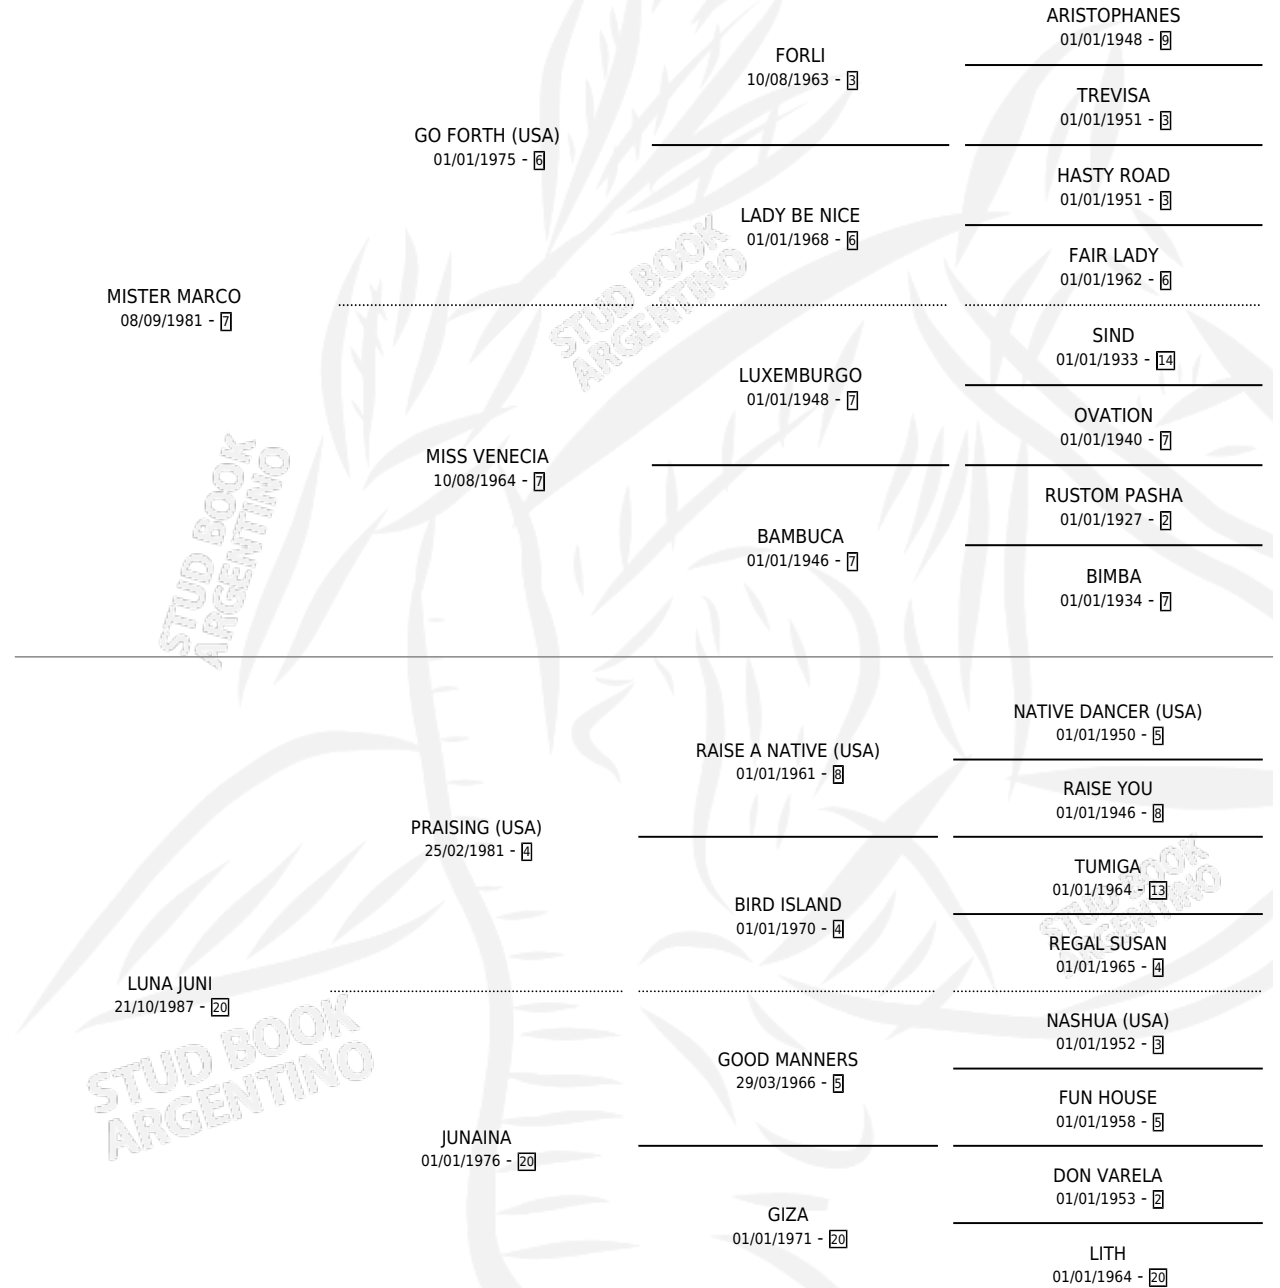 ARISTOPHANES
01/01/1948 - 9
FORLI
10/08/1963 - 3
TREVISA
01/01/1951 - 3
GO FORTH (USA)
01/01/1975 - 6
HASTY ROAD
01/01/1951 - 3
LADY BE NICE
01/01/1968 - 6
FAIR LADY
01/01/1962 - 6
MISTER MARCO
08/09/1981 - 7
STUD BOOK
ARGENTINO
SIND
01/01/1933 - 14
LUXEMBURGO
01/01/1948 - 7
OVATION
01/01/1940 - 7
MISS VENECIA
10/08/1964 - 7
RUSTOM PASHA
01/01/1927 - 2
BAMBUCA
01/01/1946 - 7
BIMBA
01/01/1934 - 7
STUD BOOK
ARGENTINO
NATIVE DANCER (USA)
01/01/1950 - 5
RAISE A NATIVE (USA)
01/01/1961 - 8
RAISE YOU
01/01/1946 - 8
PRAISING (USA)
25/02/1981 - 4
TUMIGA
01/01/1964 - 13
BIRD ISLAND
01/01/1970 - 4
REGAL SUSAN
01/01/1965 - 4
STUD BOOK
ARGENTINO
LUNA JUNI
21/10/1987 - 20
NASHUA (USA)
01/01/1952 - 3
GOOD MANNERS
29/03/1966 - 5
FUN HOUSE
01/01/1958 - 5
STUD BOOK
ARGENTINO
JUNAINA
01/01/1976 - 20
DON VARELA
01/01/1953 - 2
GIZA
01/01/1971 - 20
LITH
01/01/1964 - 20